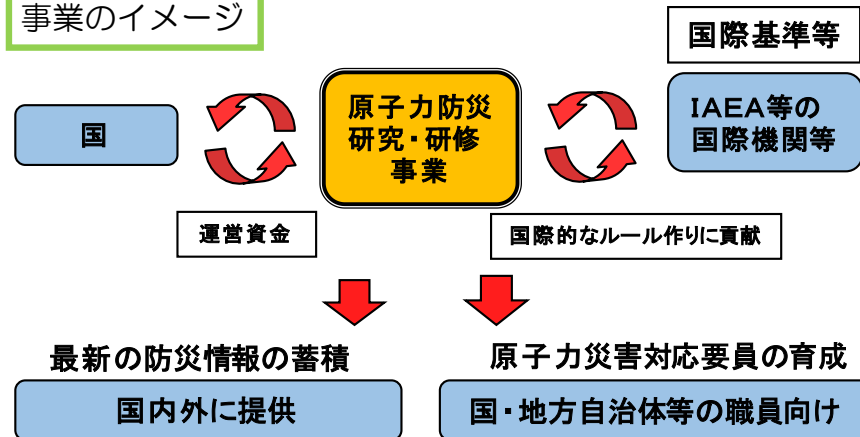 事業のイメージ
国際基準等
国
原子力防災
研究・研修
事業
IAEA等の
国際機関等
運営資金
国際的なルール作りに貢献
最新の防災情報の蓄積
原子力災害対応要員の育成
国内外に提供
国・地方自治体等の職員向け